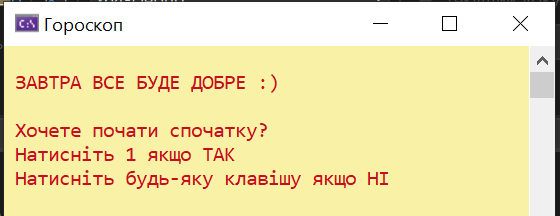 Гороскоп
ЗАВТРА ВСЕ БУДЕ ДОБРЕ :)
Хочете почати спочатку?
Натисніть 1 якщо ТАК
Натисніть будь-яку клавішу якщо НІ